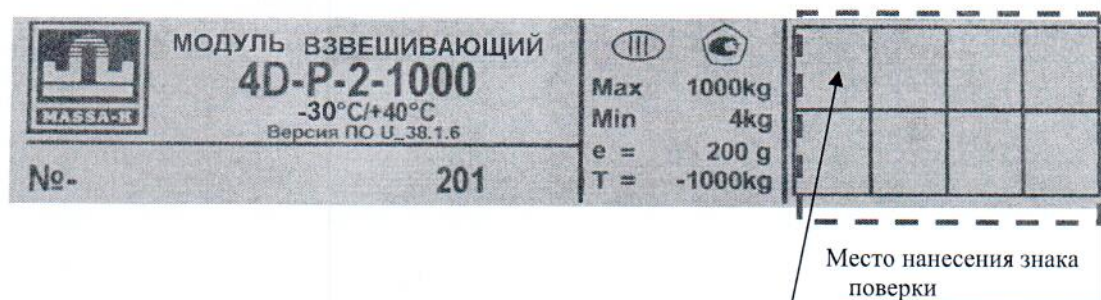 MASSA-K
МОДУЛЬ ВЗВЕШИВАЮЩИЙ
4D-P-2-1000
-30°C/+40°C
Версия ПО U_38.1.6
№- 201
III
Max 1000kg
Min 4kg
e = 200 g
T = -1000kg
Место нанесения знака
поверки